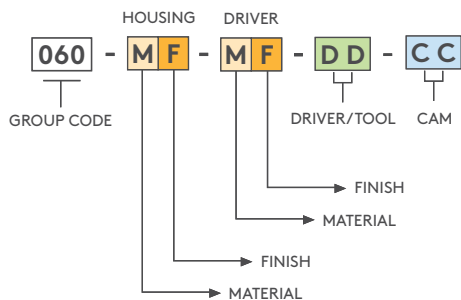 HOUSING DRIVER
060 - M F - M F - D D - C C
GROUP CODE DRIVER/TOOL CAM
FINISH
MATERIAL
FINISH
MATERIAL